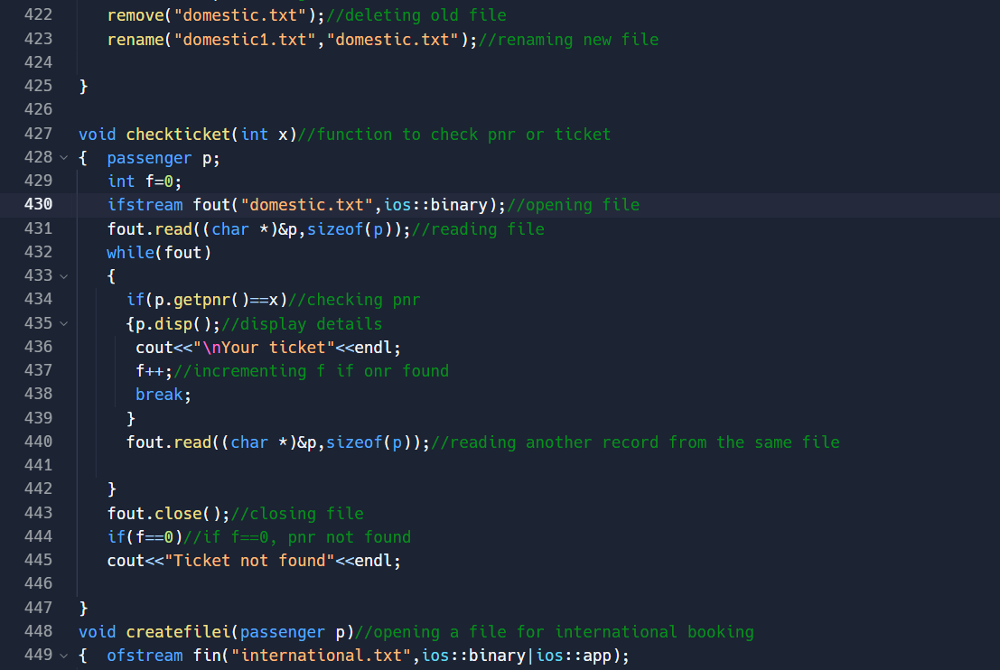 422 remove("domestic.txt");//deleting old file
423 rename("domestic1.txt","domestic.txt");//renaming new file
424
425 }
426
427 void checkticket(int x)//function to check pnr or ticket
428 { passenger p;
429 int f=0;
430 ifstream fout("domestic.txt",ios::binary);//opening file
431 fout.read((char *)&p,sizeof(p));//reading file
432 while(fout)
433 {
434 if(p.getpnr()==x)//checking pnr
435 {p.disp();//display details
436 cout<<"\nYour ticket"<<endl;
437 f++;//incrementing f if onr found
438 break;
439 }
440 fout.read((char *)&p,sizeof(p));//reading another record from the same file
441
442 }
443 fout.close();//closing file
444 if(f==0)//if f==0, pnr not found
445 cout<<"Ticket not found"<<endl;
446
447 }
448 void createfilei(passenger p)//opening a file for international booking
449 { ofstream fin("international.txt",ios::binary|ios::app);